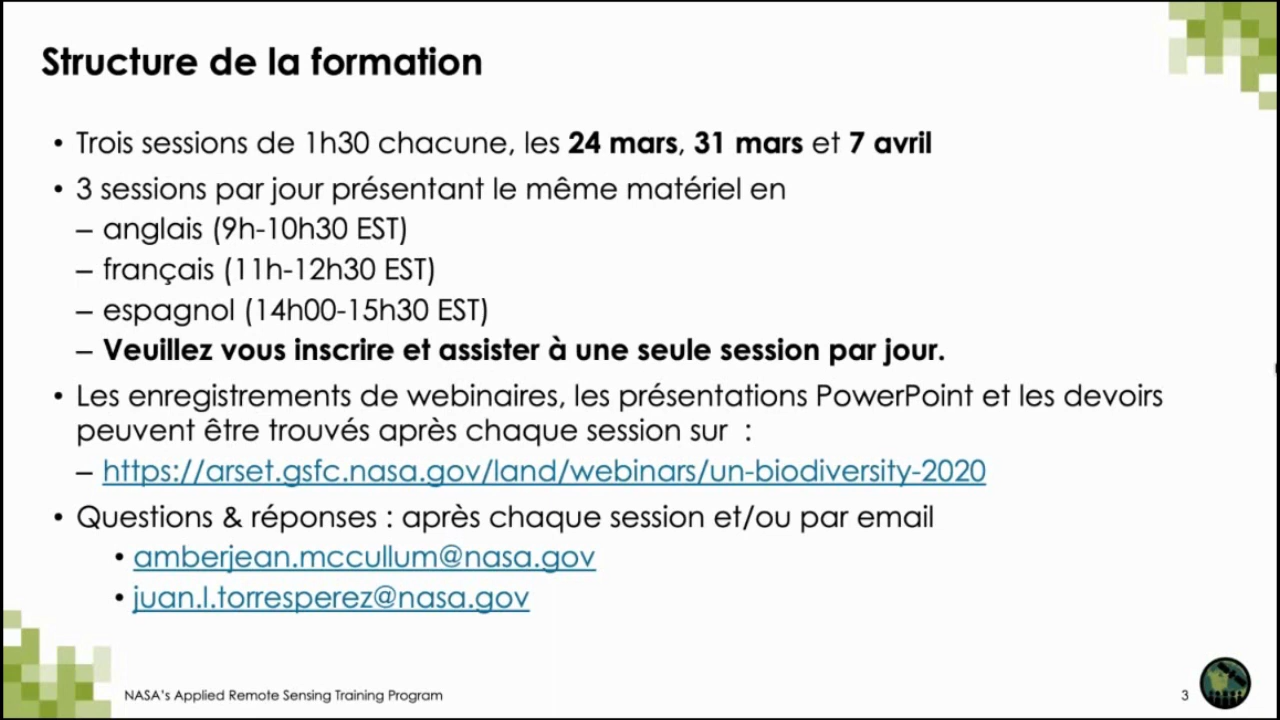 Structure de la formation
• Trois sessions de 1h30 chacune, les 24 mars, 31 mars et 7 avril
• 3 sessions par jour présentant le même matériel en
– anglais (9h-10h30 EST)
– français (11h-12h30 EST)
– espagnol (14h00-15h30 EST)
– Veuillez vous inscrire et assister à une seule session par jour.
• Les enregistrements de webinaires, les présentations PowerPoint et les devoirs
peuvent être trouvés après chaque session sur :
– https://arset.gsfc.nasa.gov/land/webinars/un-biodiversity-2020
• Questions & réponses : après chaque session et/ou par email
• amberjean.mccullum@nasa.gov
• juan.l.torresperez@nasa.gov
NASA's Applied Remote Sensing Training Program
3